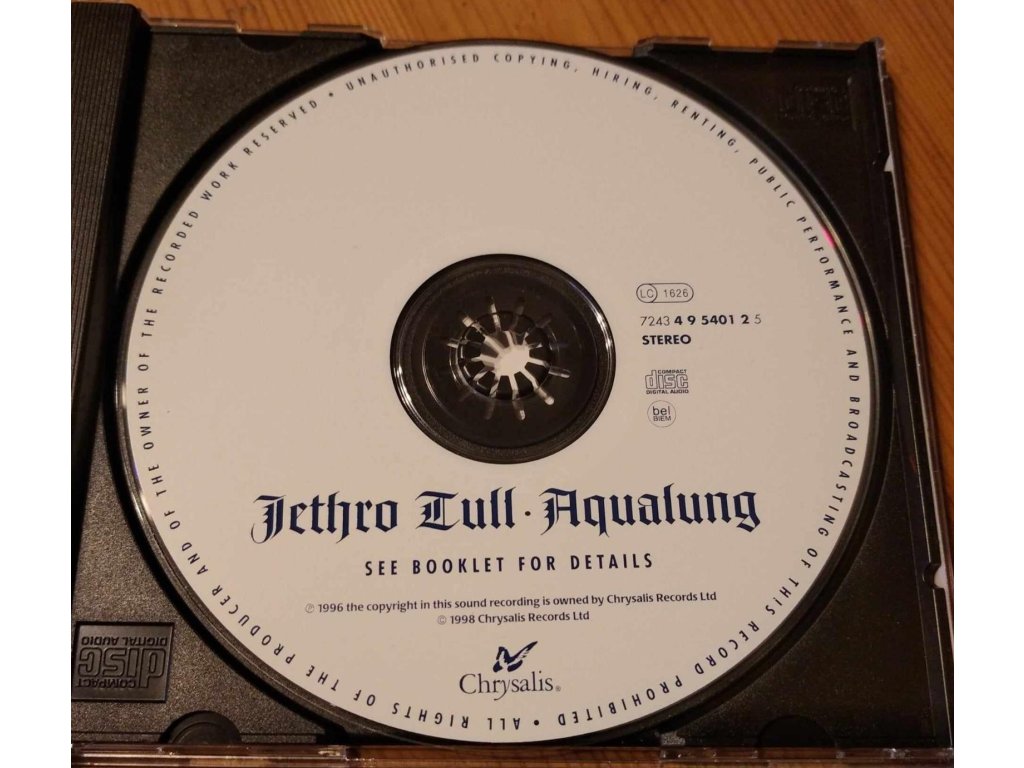 ALL RIGHTS OF THE PRODUCER AND OF THE OWNER OF THE RECORDED WORK RESERVED • UNAUTHORISED COPYING, HIRING, RENTING, PUBLIC PERFORMANCE AND BROADCASTING OF THIS RECORD PROHIBITED •
LC 1626
7243 4 9 5401 2 5
STEREO
COMPACT
disc
DIGITAL AUDIO
bel
BIEM
Jethro Tull · Aqualung
SEE BOOKLET FOR DETAILS
℗ 1996 the copyright in this sound recording is owned by Chrysalis Records Ltd
© 1998 Chrysalis Records Ltd
Chrysalis®
COMPACT
disc
DIGITAL AUDIO